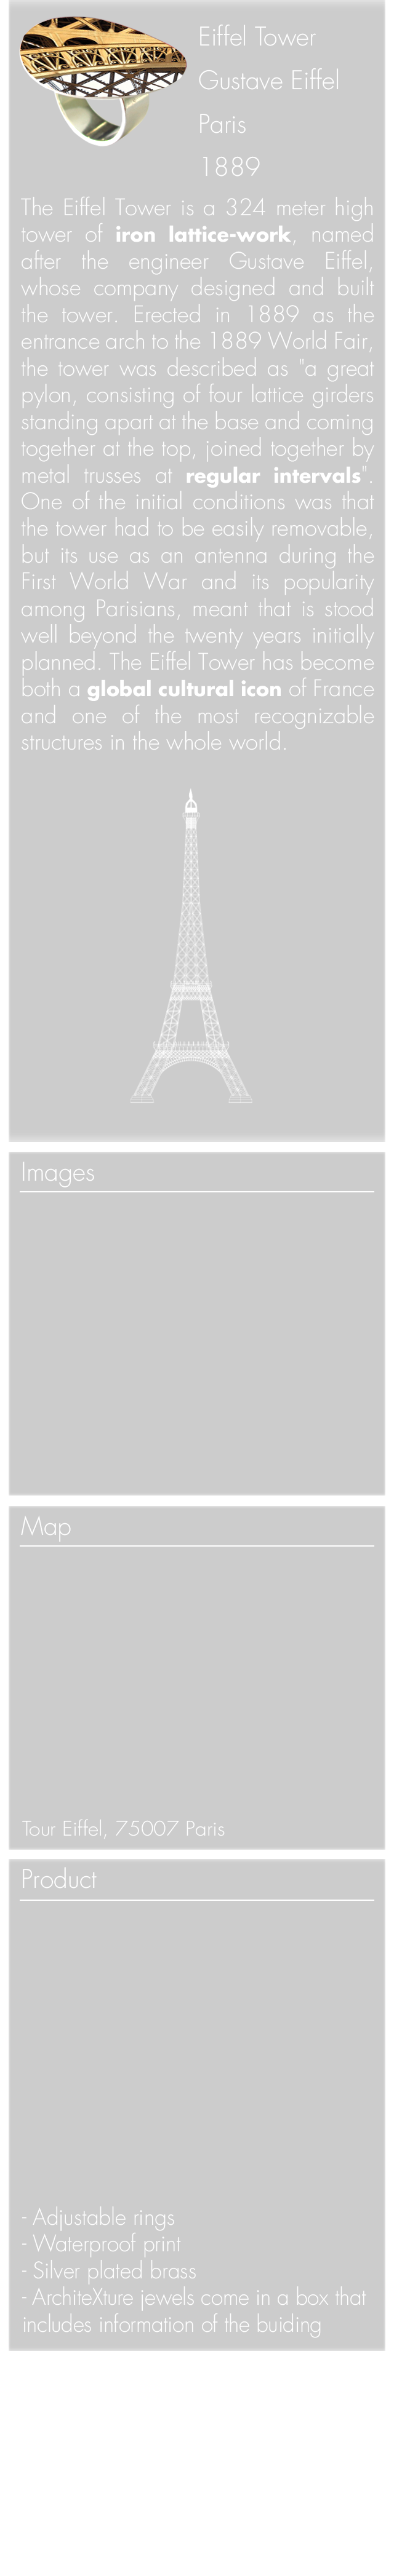 Eiffel Tower
Gustave Eiffel
Paris
1889
The Eiffel Tower is a 324 meter high
tower of iron lattice-work, named
after the engineer Gustave Eiffel,
whose company designed and built
the tower. Erected in 1889 as the
entrance arch to the 1889 World Fair,
the tower was described as "a great
pylon, consisting of four lattice girders
standing apart at the base and coming
together at the top, joined together by
metal trusses at regular intervals".
One of the initial conditions was that
the tower had to be easily removable,
but its use as an antenna during the
First World War and its popularity
among Parisians, meant that is stood
well beyond the twenty years initially
planned. The Eiffel Tower has become
both a global cultural icon of France
and one of the most recognizable
structures in the whole world.
Images
Map
Tour Eiffel, 75007 Paris
Product
- Adjustable rings
- Waterproof print
- Silver plated brass
- ArchiteXture jewels come in a box that
includes information of the buiding